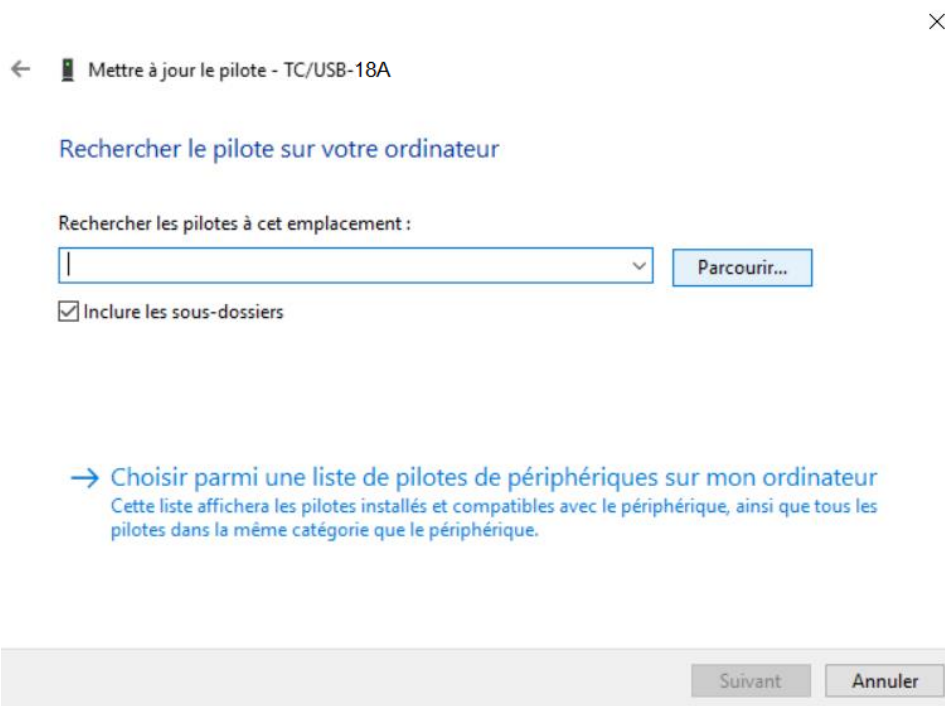 Mettre à jour le pilote - TC/USB-18A
Rechercher le pilote sur votre ordinateur
Rechercher les pilotes à cet emplacement :
Parcourir...
Inclure les sous-dossiers
Choisir parmi une liste de pilotes de périphériques sur mon ordinateur
Cette liste affichera les pilotes installés et compatibles avec le périphérique, ainsi que tous les
pilotes dans la même catégorie que le périphérique.
Suivant
Annuler